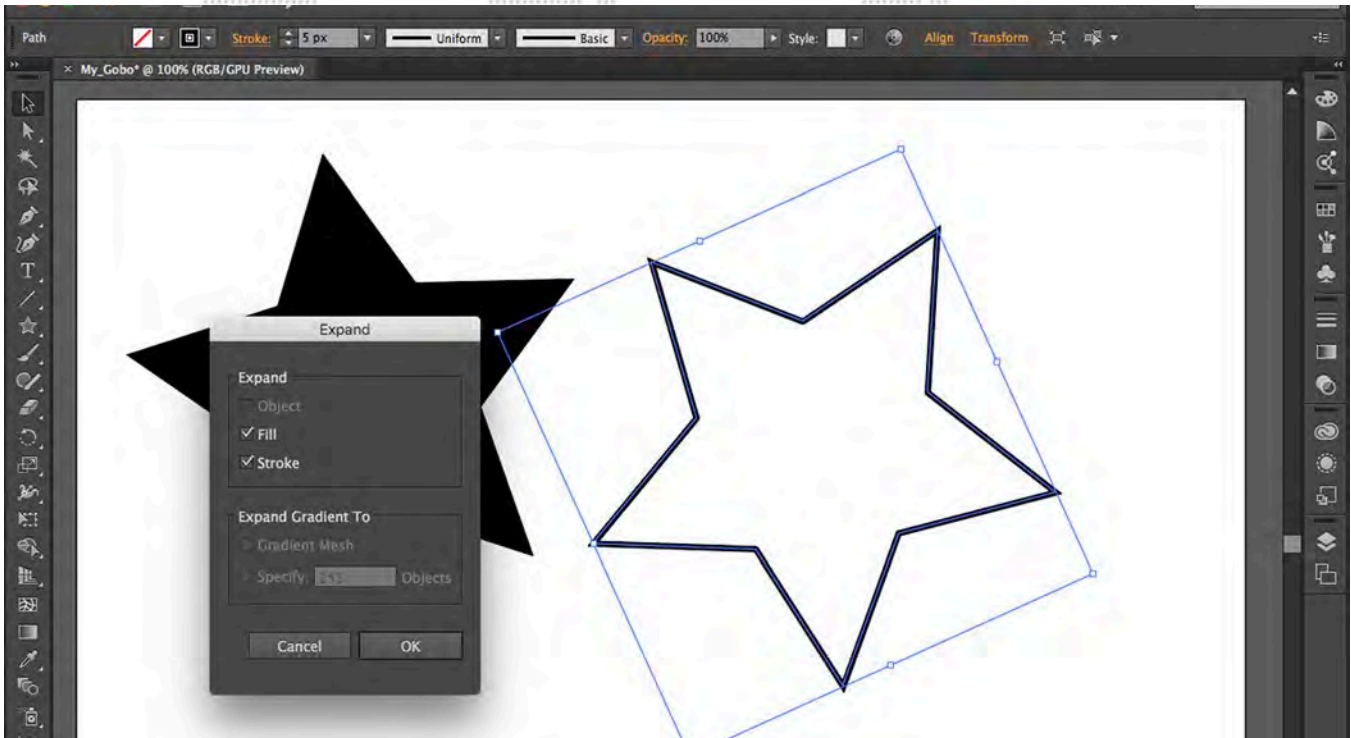 Path Stroke: 5 px Uniform Basic Opacity: 100% Style: Align Transform
× My_Gobo* @ 100% (RGB/GPU Preview)
T
Expand
Expand
Object
Fill
Stroke
Expand Gradient To
Gradient Mesh
Specify: Objects
Cancel OK